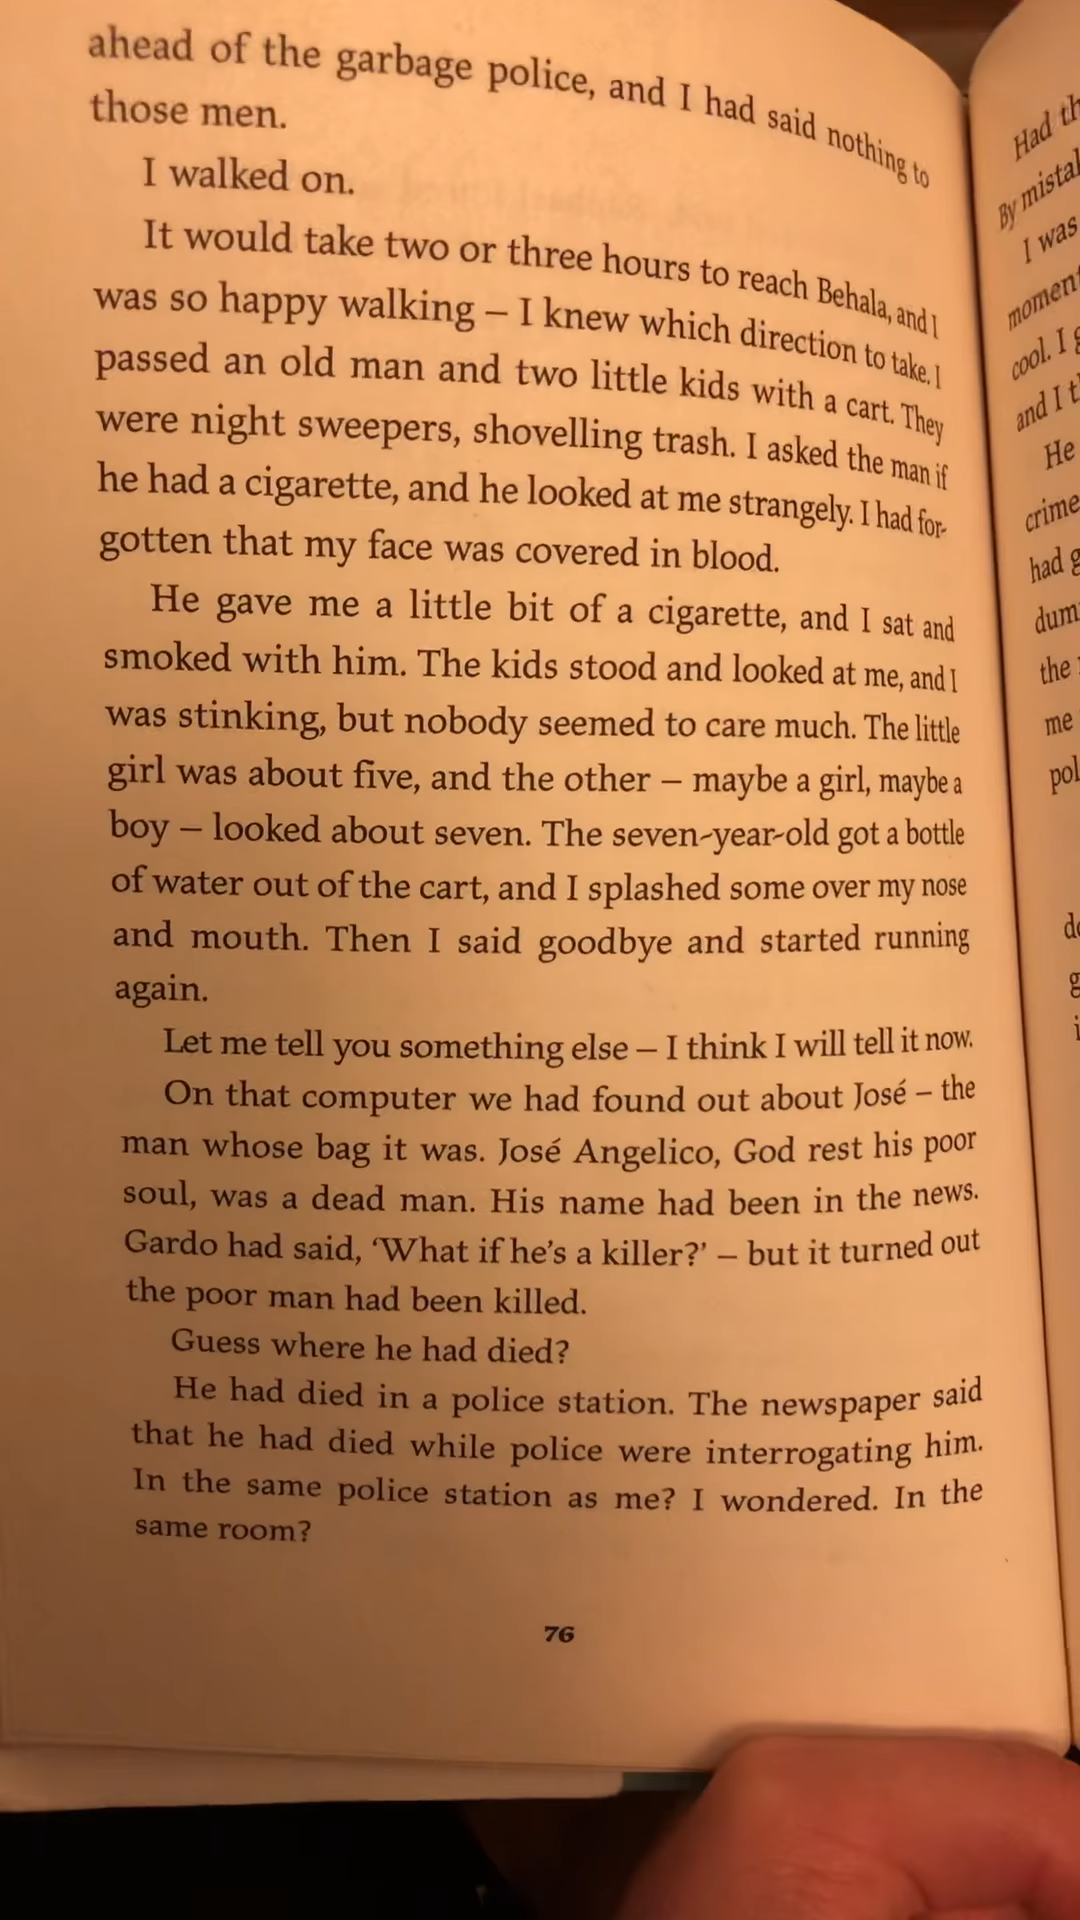 ahead of the garbage police, and I had said nothing to
those men.
I walked on.
It would take two or three hours to reach Behala, and I
was so happy walking – I knew which direction to take. I
passed an old man and two little kids with a cart. They
were night sweepers, shovelling trash. I asked the man if
he had a cigarette, and he looked at me strangely. I had for-
gotten that my face was covered in blood.
He gave me a little bit of a cigarette, and I sat and
smoked with him. The kids stood and looked at me, and I
was stinking, but nobody seemed to care much. The little
girl was about five, and the other – maybe a girl, maybe a
boy – looked about seven. The seven-year-old got a bottle
of water out of the cart, and I splashed some over my nose
and mouth. Then I said goodbye and started running
again.
Let me tell you something else – I think I will tell it now.
On that computer we had found out about José – the
man whose bag it was. José Angelico, God rest his poor
soul, was a dead man. His name had been in the news.
Gardo had said, ‘What if he’s a killer?’ – but it turned out
the poor man had been killed.
Guess where he had died?
He had died in a police station. The newspaper said
that he had died while police were interrogating him.
In the same police station as me? I wondered. In the
same room?
76
Had
By
I was
cool. I
and I
He
had
the
me